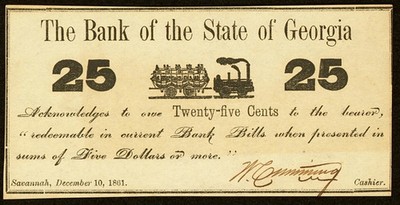 The Bank of the State of Georgia
25 25
Acknowledges to owe Twenty-five Cents to the bearer,
"redeemable in current Bank Bills when presented in
sums of Five Dollars or more."
W. Cumming
Savannah, December 10, 1861. Cashier.